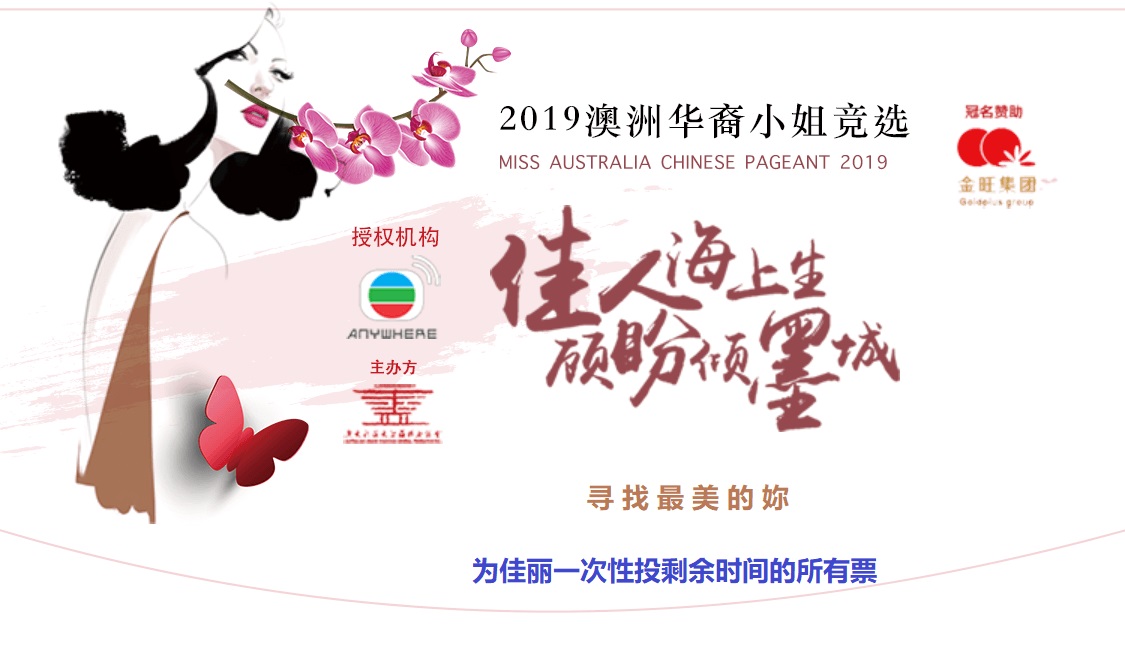 2019澳洲华裔小姐竞选
MISS AUSTRALIA CHINESE PAGEANT 2019
冠名赞助
金旺集团
Goldplus group
授权机构
ANYWHERE
主办方
佳人海上生
顾盼倾墨城
寻找最美的妳
为佳丽一次性投剩余时间的所有票